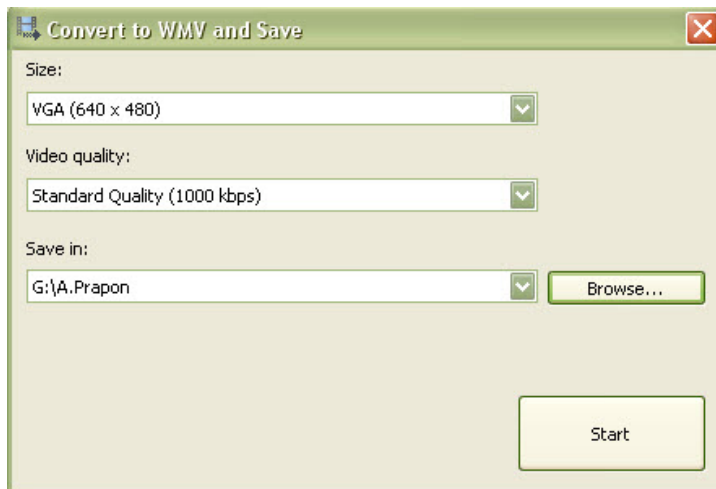 Convert to WMV and Save
Size:
VGA (640 x 480)
Video quality:
Standard Quality (1000 kbps)
Save in:
G:\A.Prapon
Browse...
Start